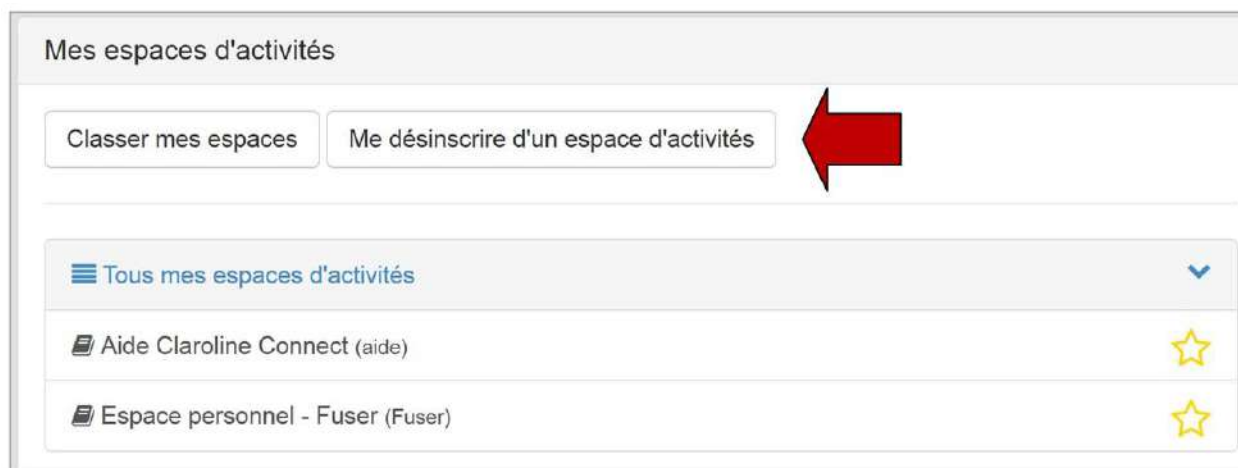 Mes espaces d'activités
Classer mes espaces Me désinscrire d'un espace d'activités
Tous mes espaces d'activités
Aide Claroline Connect (aide)
Espace personnel - Fuser (Fuser)